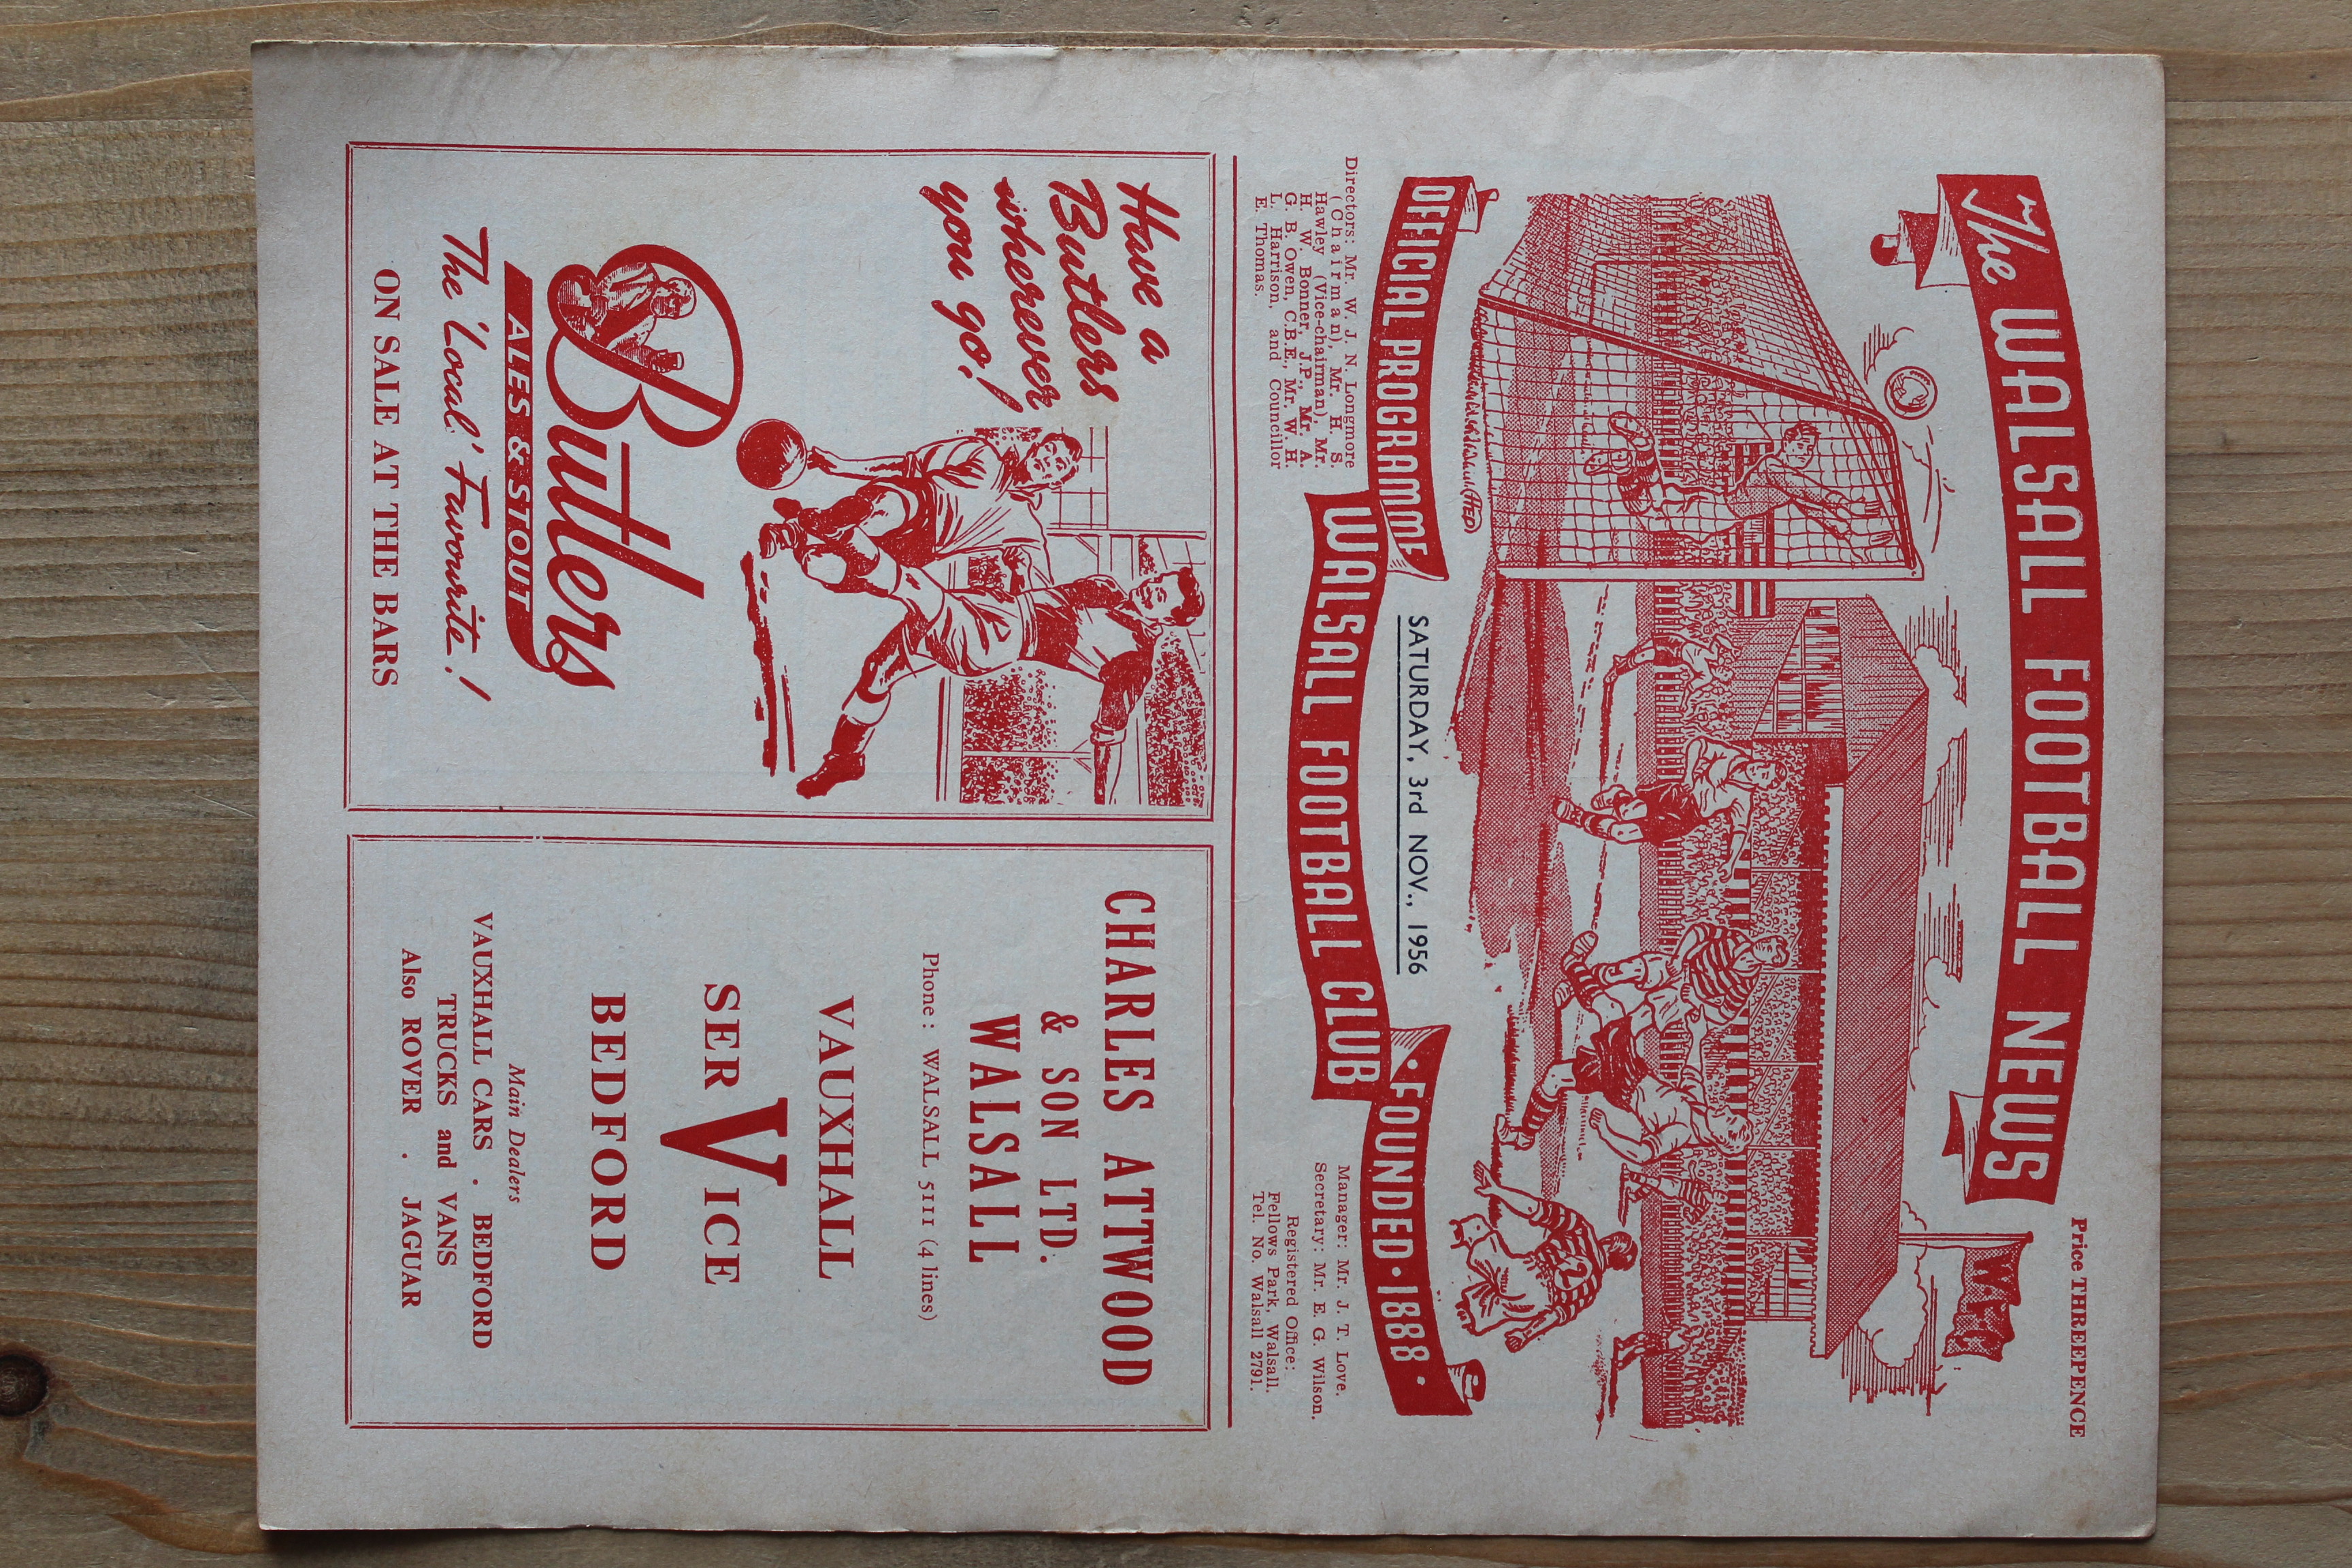 Price THREEPENCE
The WALSALL FOOTBALL NEWS
W.F.C
OFFICIAL PROGRAMME
SATURDAY, 3rd NOV., 1956
WALSALL FOOTBALL CLUB
• FOUNDED • 1888 •
Directors: Mr. W. J. N. Longmore
(Chairman), Mr. H. S.
Hawley (Vice-chairman), Mr.
H. W. Bonner, J.P., Mr. A.
G. B. Owen, C.B.E., Mr. W. H.
L. Harrison, and Councillor
E. Thomas.
Manager: Mr. J. T. Love.
Secretary: Mr. E. G. Wilson.
Registered Office:
Fellows Park, Walsall.
Tel. No. Walsall 2791.
Have a
Butlers
wherever
you go!
Butlers
ALES & STOUT
The 'Local' Favourite!
ON SALE AT THE BARS
CHARLES ATTWOOD
& SON LTD.
WALSALL
Phone: WALSALL 5111 (4 lines)
VAUXHALL
SERVICE
BEDFORD
Main Dealers
VAUXHALL CARS . BEDFORD
TRUCKS and VANS
Also ROVER . JAGUAR